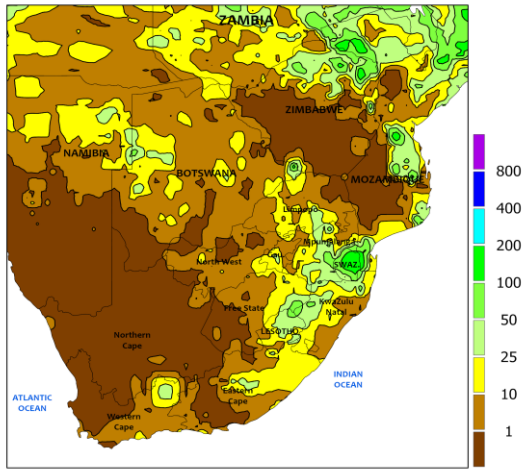 ZAMBIA
ZIMBABWE
NAMIBIA
BOTSWANA
MOZAMBIQUE
Limpopo
SWAZ.
North West
Free State
KwaZulu
Natal
LESOTHO
Northern
Cape
Eastern
Cape
Western
Cape
ATLANTIC
OCEAN
INDIAN
OCEAN
800
400
200
100
50
25
10
1